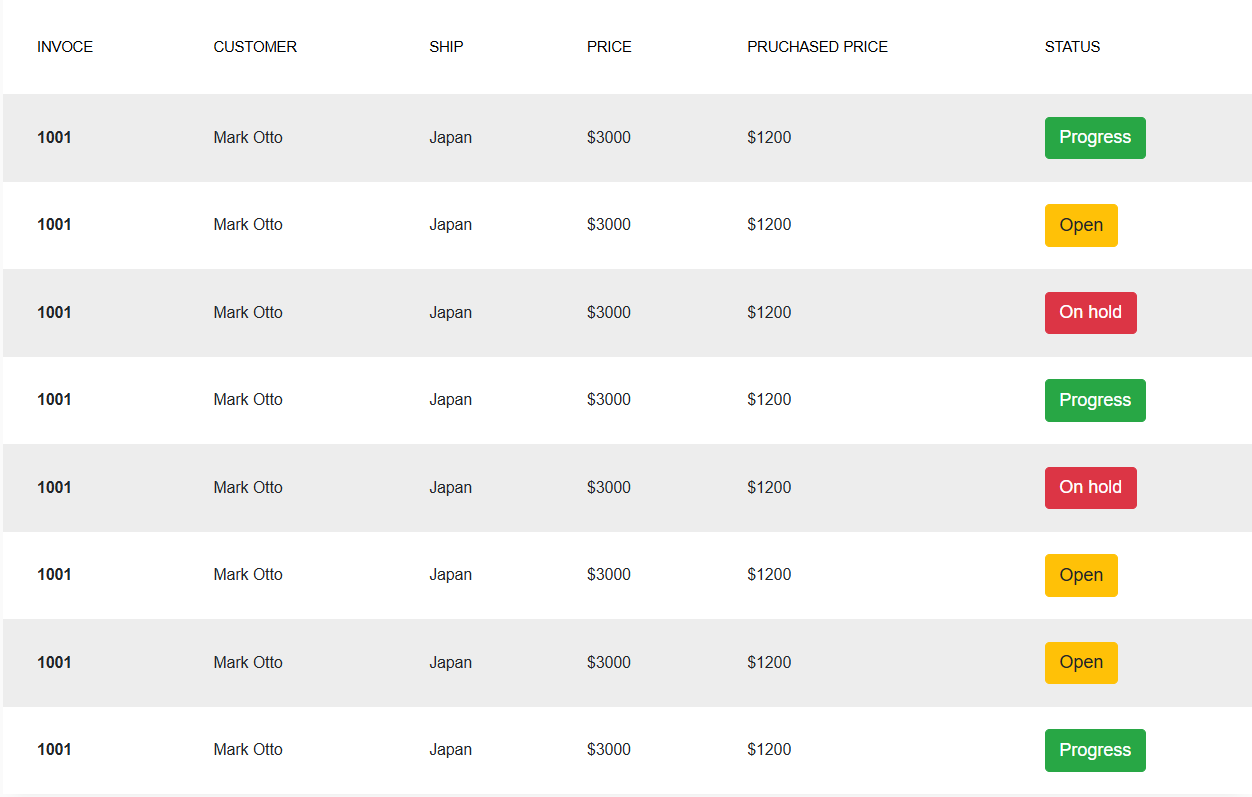 INVOCE CUSTOMER SHIP PRICE PRUCHASED PRICE STATUS
1001 Mark Otto Japan $3000 $1200 Progress
1001 Mark Otto Japan $3000 $1200 Open
1001 Mark Otto Japan $3000 $1200 On hold
1001 Mark Otto Japan $3000 $1200 Progress
1001 Mark Otto Japan $3000 $1200 On hold
1001 Mark Otto Japan $3000 $1200 Open
1001 Mark Otto Japan $3000 $1200 Open
1001 Mark Otto Japan $3000 $1200 Progress